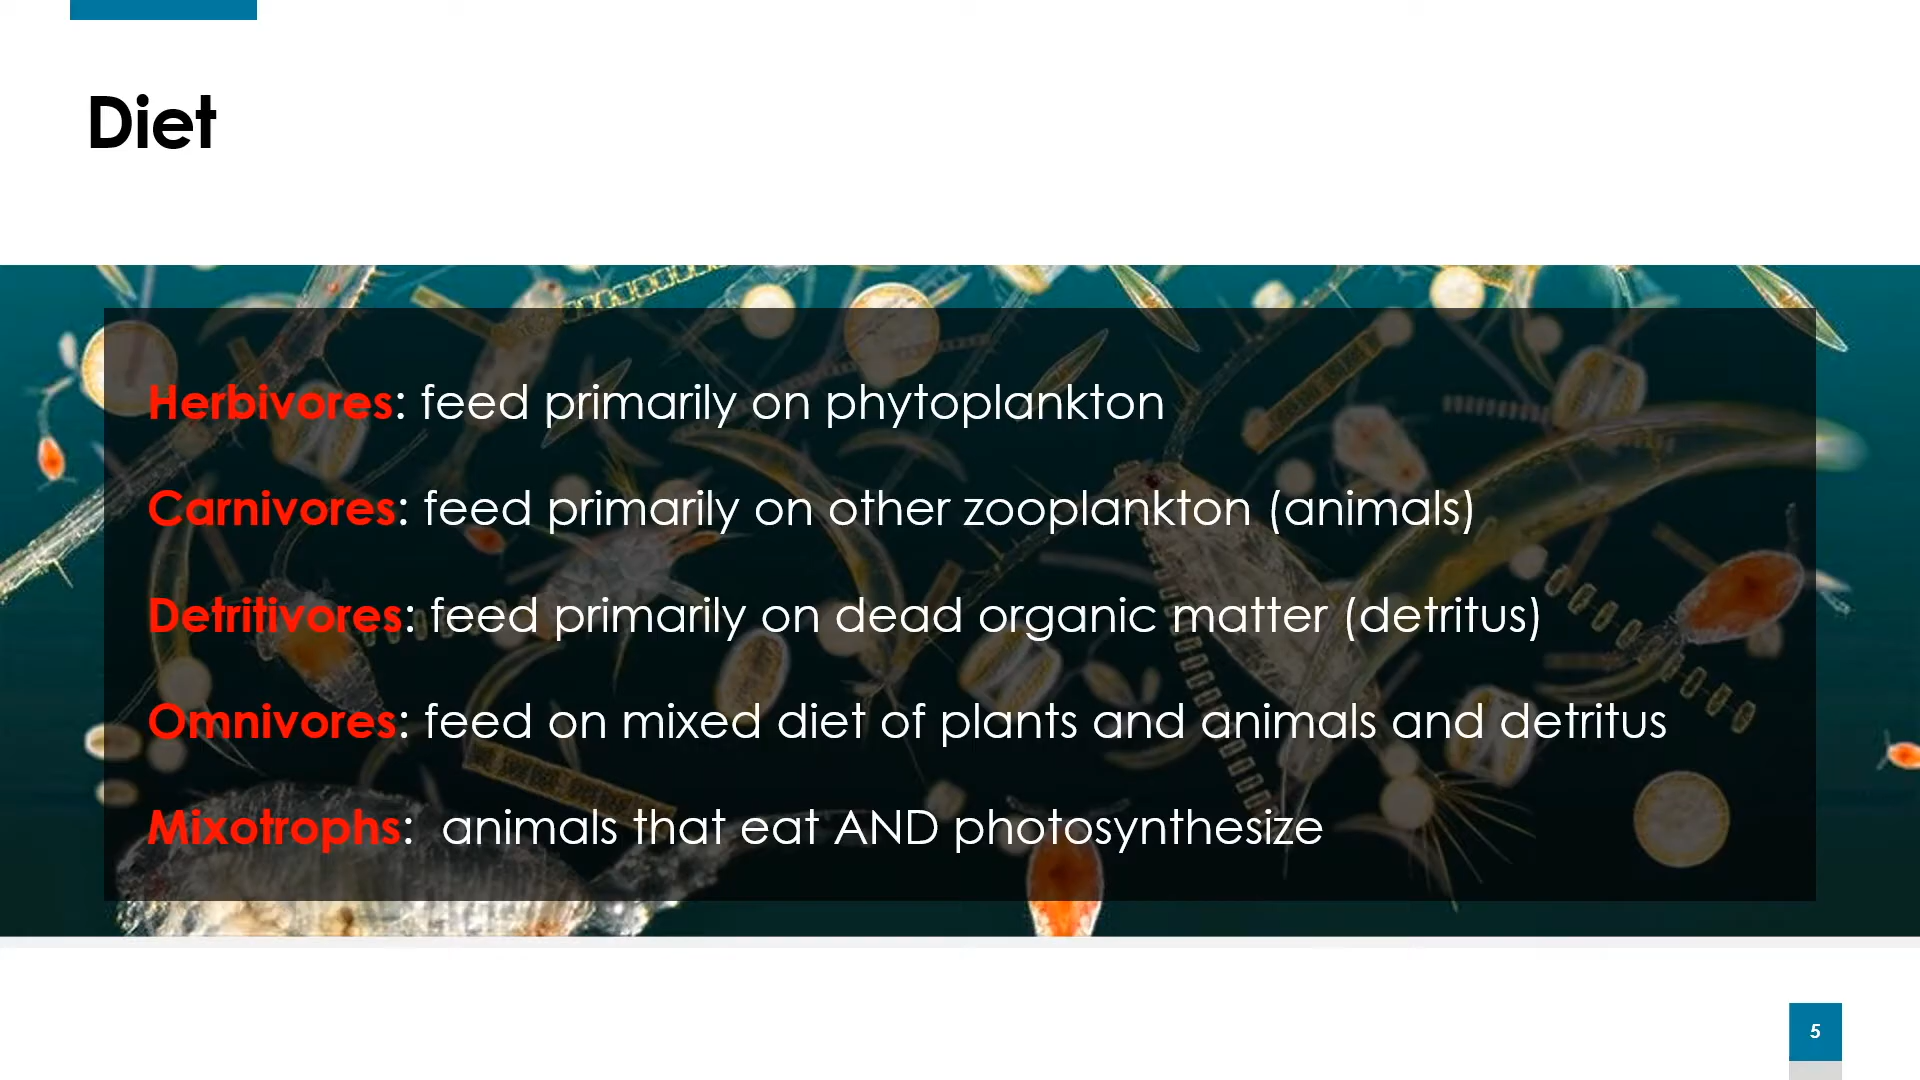 Diet
Herbivores: feed primarily on phytoplankton
Carnivores: feed primarily on other zooplankton (animals)
Detritivores: feed primarily on dead organic matter (detritus)
Omnivores: feed on mixed diet of plants and animals and detritus
Mixotrophs: animals that eat AND photosynthesize
5